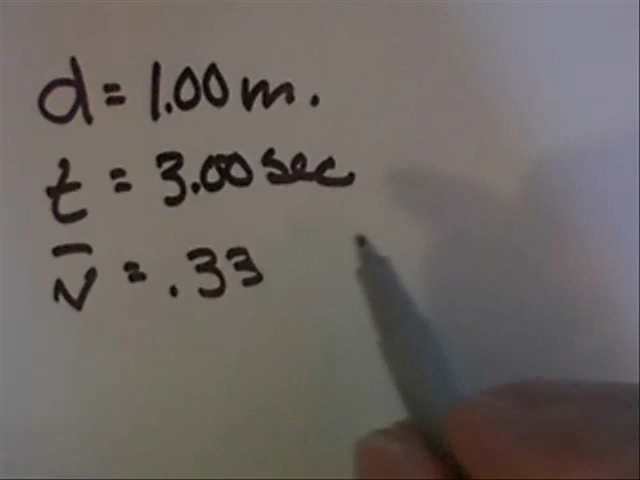 d = 1.00 m.
t = 3.00 sec
v̅ = .33